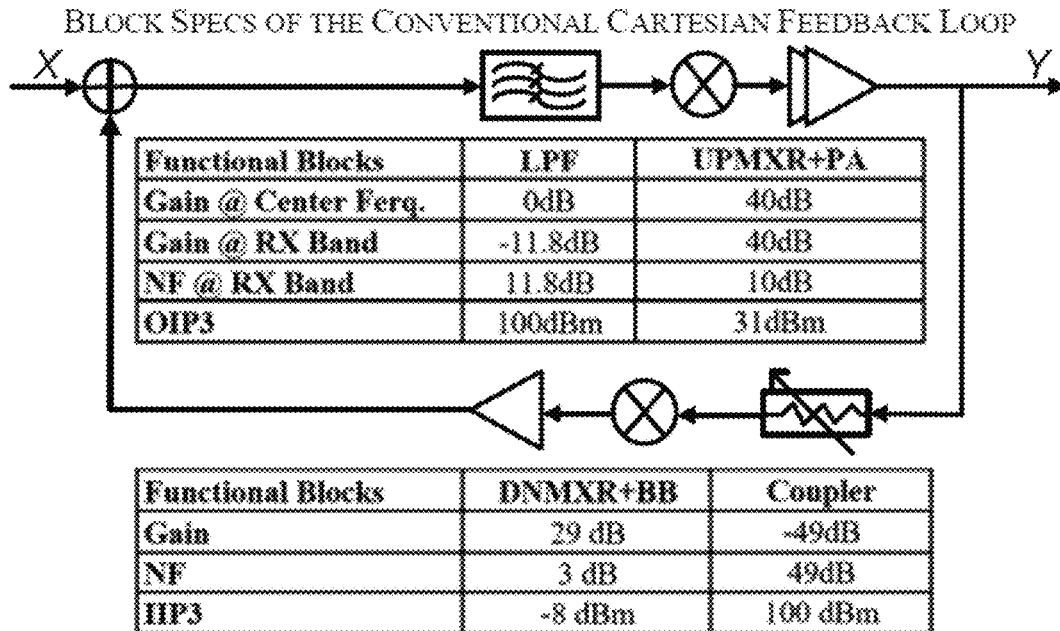 BLOCK SPECS OF THE CONVENTIONAL CARTESIAN FEEDBACK LOOP
X
Y
Functional Blocks LPF UPMXR+PA
Gain @ Center Ferq. 0dB 40dB
Gain @ RX Band -11.8dB 40dB
NF @ RX Band 11.8dB 10dB
OIP3 100dBm 31dBm
Functional Blocks DNMXR+BB Coupler
Gain 29 dB -49dB
NF 3 dB 49dB
IIP3 -8 dBm 100 dBm